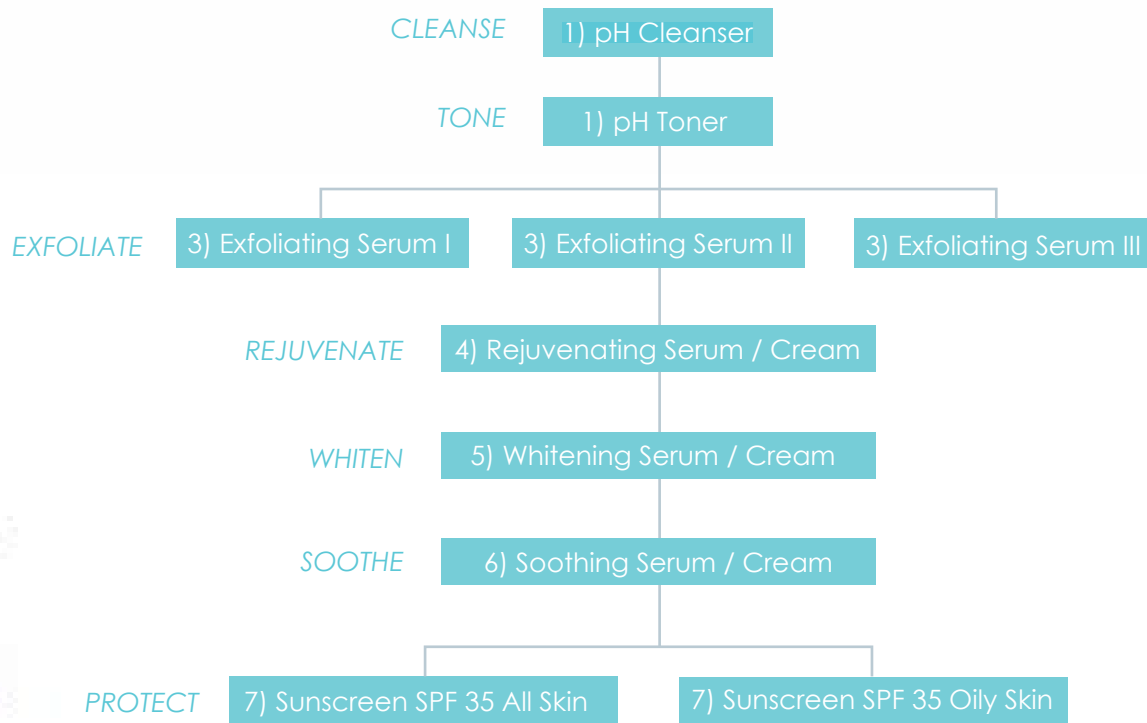 CLEANSE
1) pH Cleanser
TONE
1) pH Toner
EXFOLIATE
3) Exfoliating Serum I
3) Exfoliating Serum II
3) Exfoliating Serum III
REJUVENATE
4) Rejuvenating Serum / Cream
WHITEN
5) Whitening Serum / Cream
SOOTHE
6) Soothing Serum / Cream
PROTECT
7) Sunscreen SPF 35 All Skin
7) Sunscreen SPF 35 Oily Skin